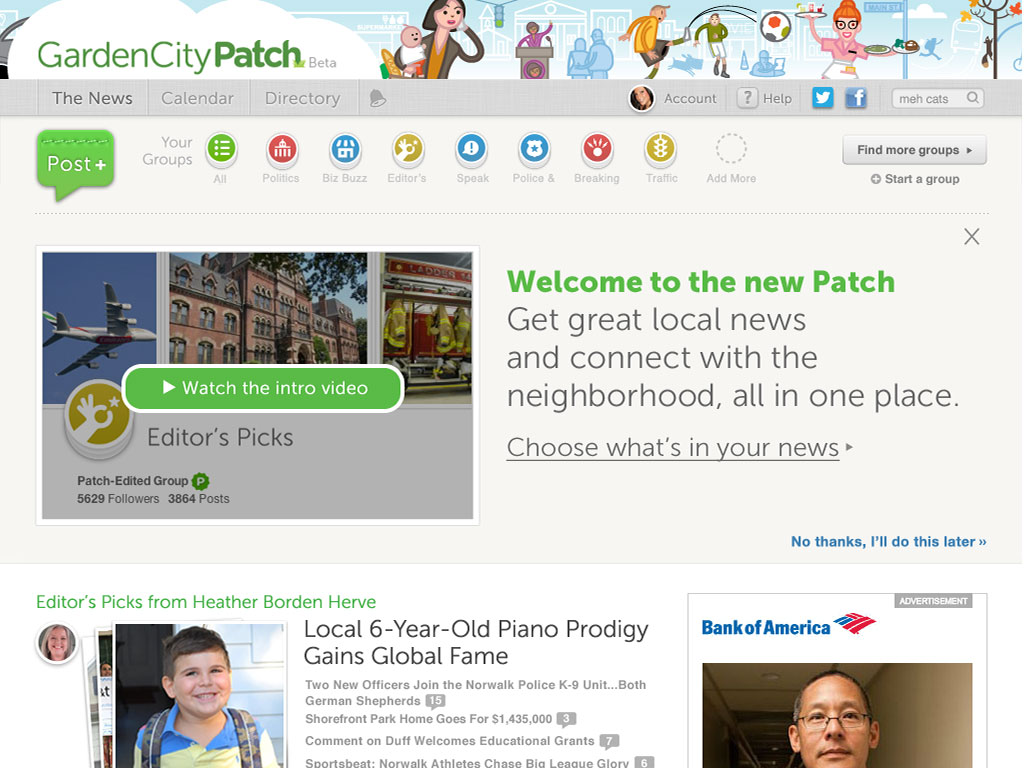 SUPERMARKET
MAIN ST
GardenCityPatch Beta
The News
Calendar
Directory
Account
? Help
meh cats
Post +
Your
Groups
All
Politics
Biz Buzz
Editor's
Speak
Police &
Breaking
Traffic
Add More
Find more groups
Start a group
LADDER
Watch the intro video
Editor's Picks
Patch-Edited Group P
5629 Followers 3864 Posts
Welcome to the new Patch
Get great local news
and connect with the
neighborhood, all in one place.
Choose what's in your news
No thanks, I'll do this later »
Editor's Picks from Heather Borden Herve
Local 6-Year-Old Piano Prodigy
Gains Global Fame
Two New Officers Join the Norwalk Police K-9 Unit...Both
German Shepherds 15
Shorefront Park Home Goes For $1,435,000 3
Comment on Duff Welcomes Educational Grants 7
Sportsbeat: Norwalk Athletes Chase Big League Glory 6
ADVERTISEMENT
Bank of America